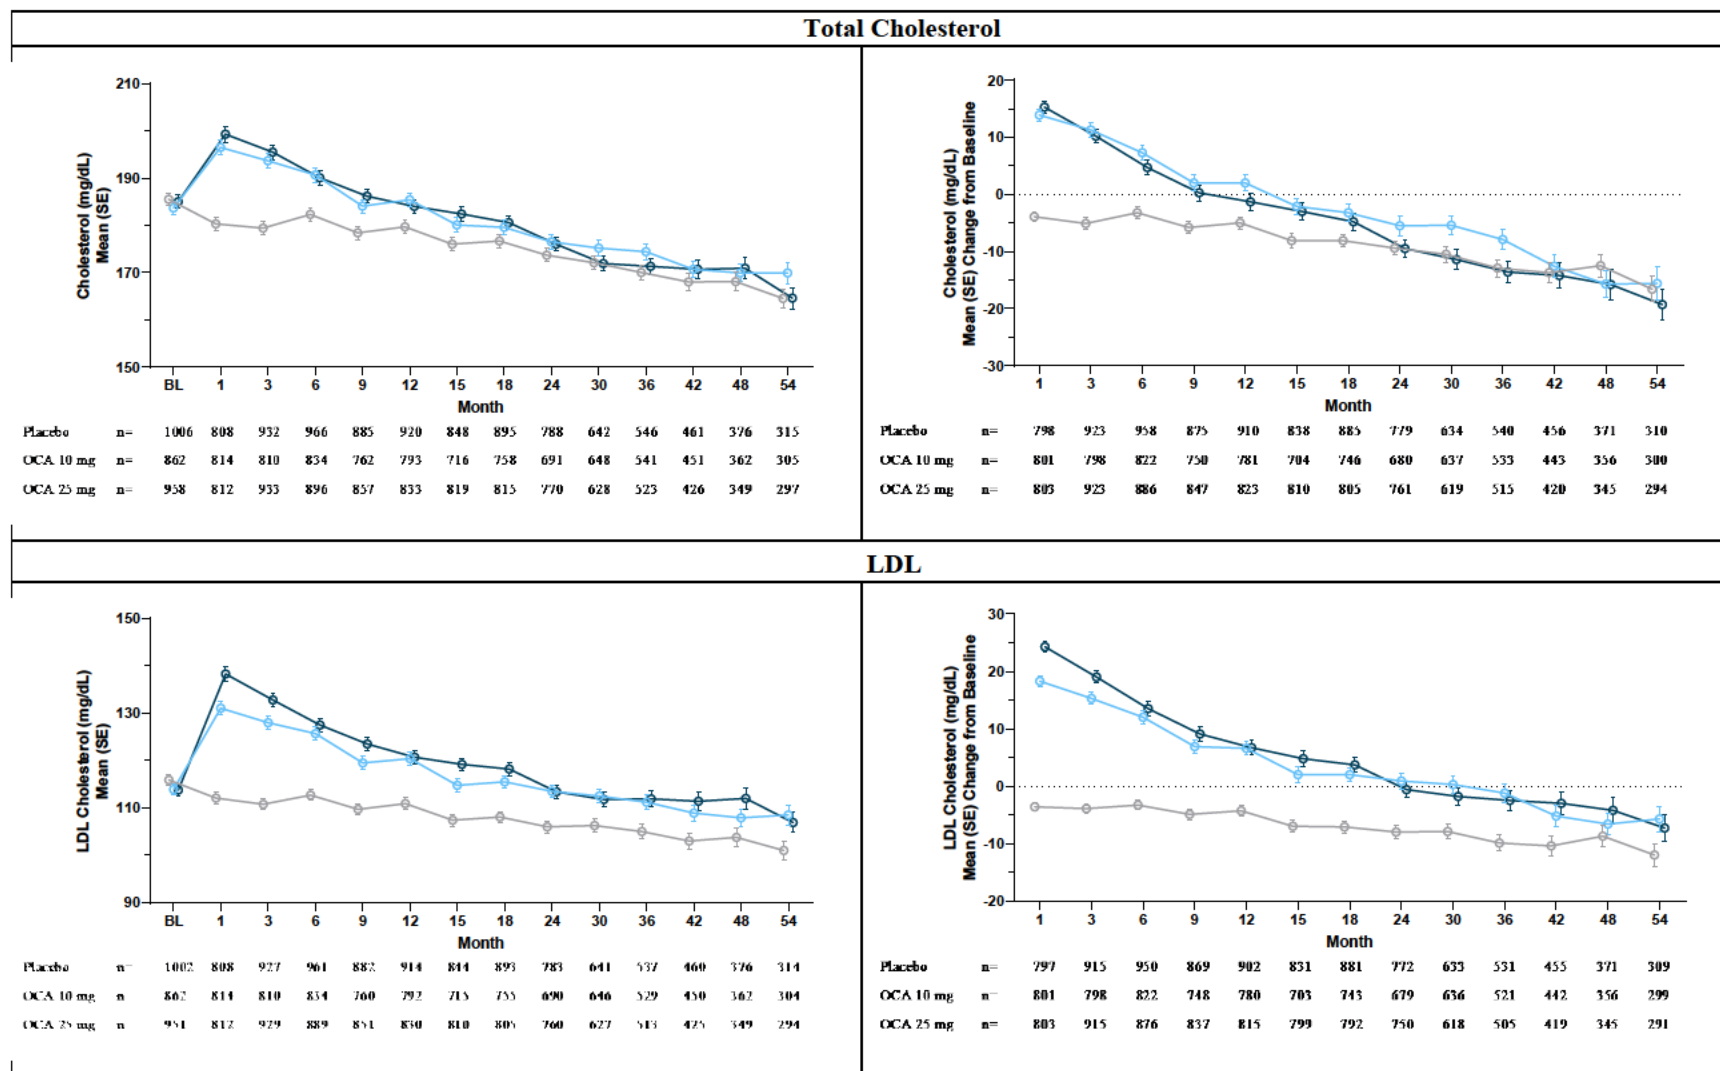 Total Cholesterol
Cholesterol (mg/dL)
Mean (SE)
210
190
170
150
BL 1 3 6 9 12 15 18 24 30 36 42 48 54
Month
Placebo n= 1006 808 932 966 885 920 848 895 788 642 546 461 376 315
OCA 10 mg n= 862 814 810 834 762 793 716 758 691 648 541 451 362 305
OCA 25 mg n= 958 812 933 896 857 833 819 815 770 628 523 426 349 297
Cholesterol (mg/dL)
Mean (SE) Change from Baseline
20
10
0
-10
-20
-30
1 3 6 9 12 15 18 24 30 36 42 48 54
Month
Placebo n= 798 923 958 875 910 838 885 779 634 540 456 371 310
OCA 10 mg n= 801 798 822 750 781 704 746 680 637 533 443 356 300
OCA 25 mg n= 803 923 886 847 823 810 805 761 619 515 420 345 294
LDL
LDL Cholesterol (mg/dL)
Mean (SE)
150
130
110
90
BL 1 3 6 9 12 15 18 24 30 36 42 48 54
Month
Placebo n= 1002 808 927 961 882 914 844 893 783 641 537 460 376 314
OCA 10 mg n 862 814 810 834 760 792 715 755 690 646 529 450 362 304
OCA 25 mg n 951 812 929 889 851 830 810 805 760 627 513 425 349 294
LDL Cholesterol (mg/dL)
Mean (SE) Change from Baseline
30
20
10
0
-10
-20
1 3 6 9 12 15 18 24 30 36 42 48 54
Month
Placebo n= 797 915 950 869 902 831 881 772 633 531 455 371 309
OCA 10 mg n= 801 798 822 748 780 703 743 679 636 521 442 356 299
OCA 25 mg n= 803 915 876 837 815 799 792 750 618 505 419 345 291